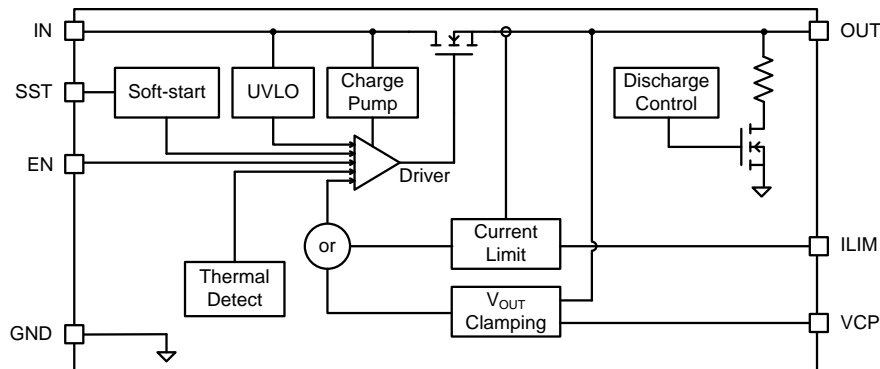 IN
OUT
SST
Soft-start
UVLO
Charge
Pump
Discharge
Control
EN
Driver
or
Current
Limit
ILIM
Thermal
Detect
VOUT
Clamping
GND
VCP